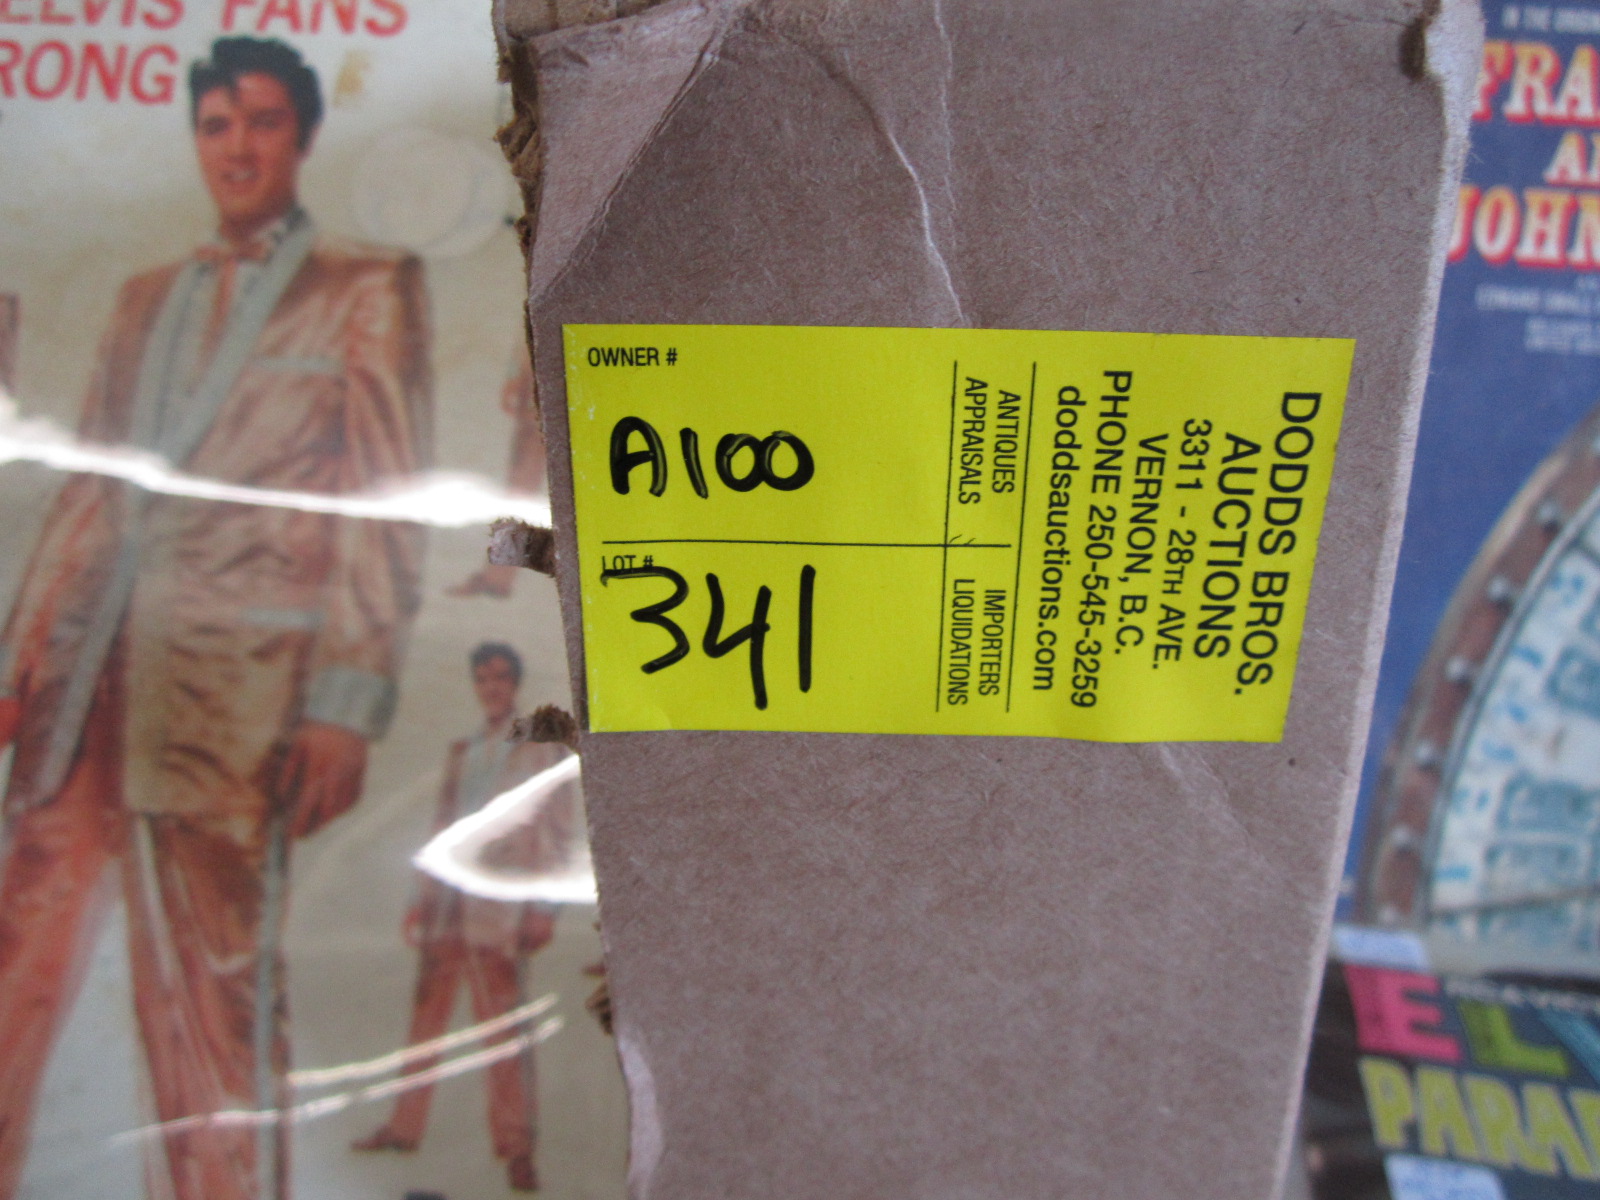 ELVIS FANS
RONG
OWNER #
A100
LOT #
341
ANTIQUES
APPRAISALS
IMPORTERS
LIQUIDATIONS
DODDS BROS.
AUCTIONS
3311 - 28TH AVE.
VERNON, B.C.
PHONE 250-545-3259
doddsauctions.com
FRA
A
JOHN
EL
PARA